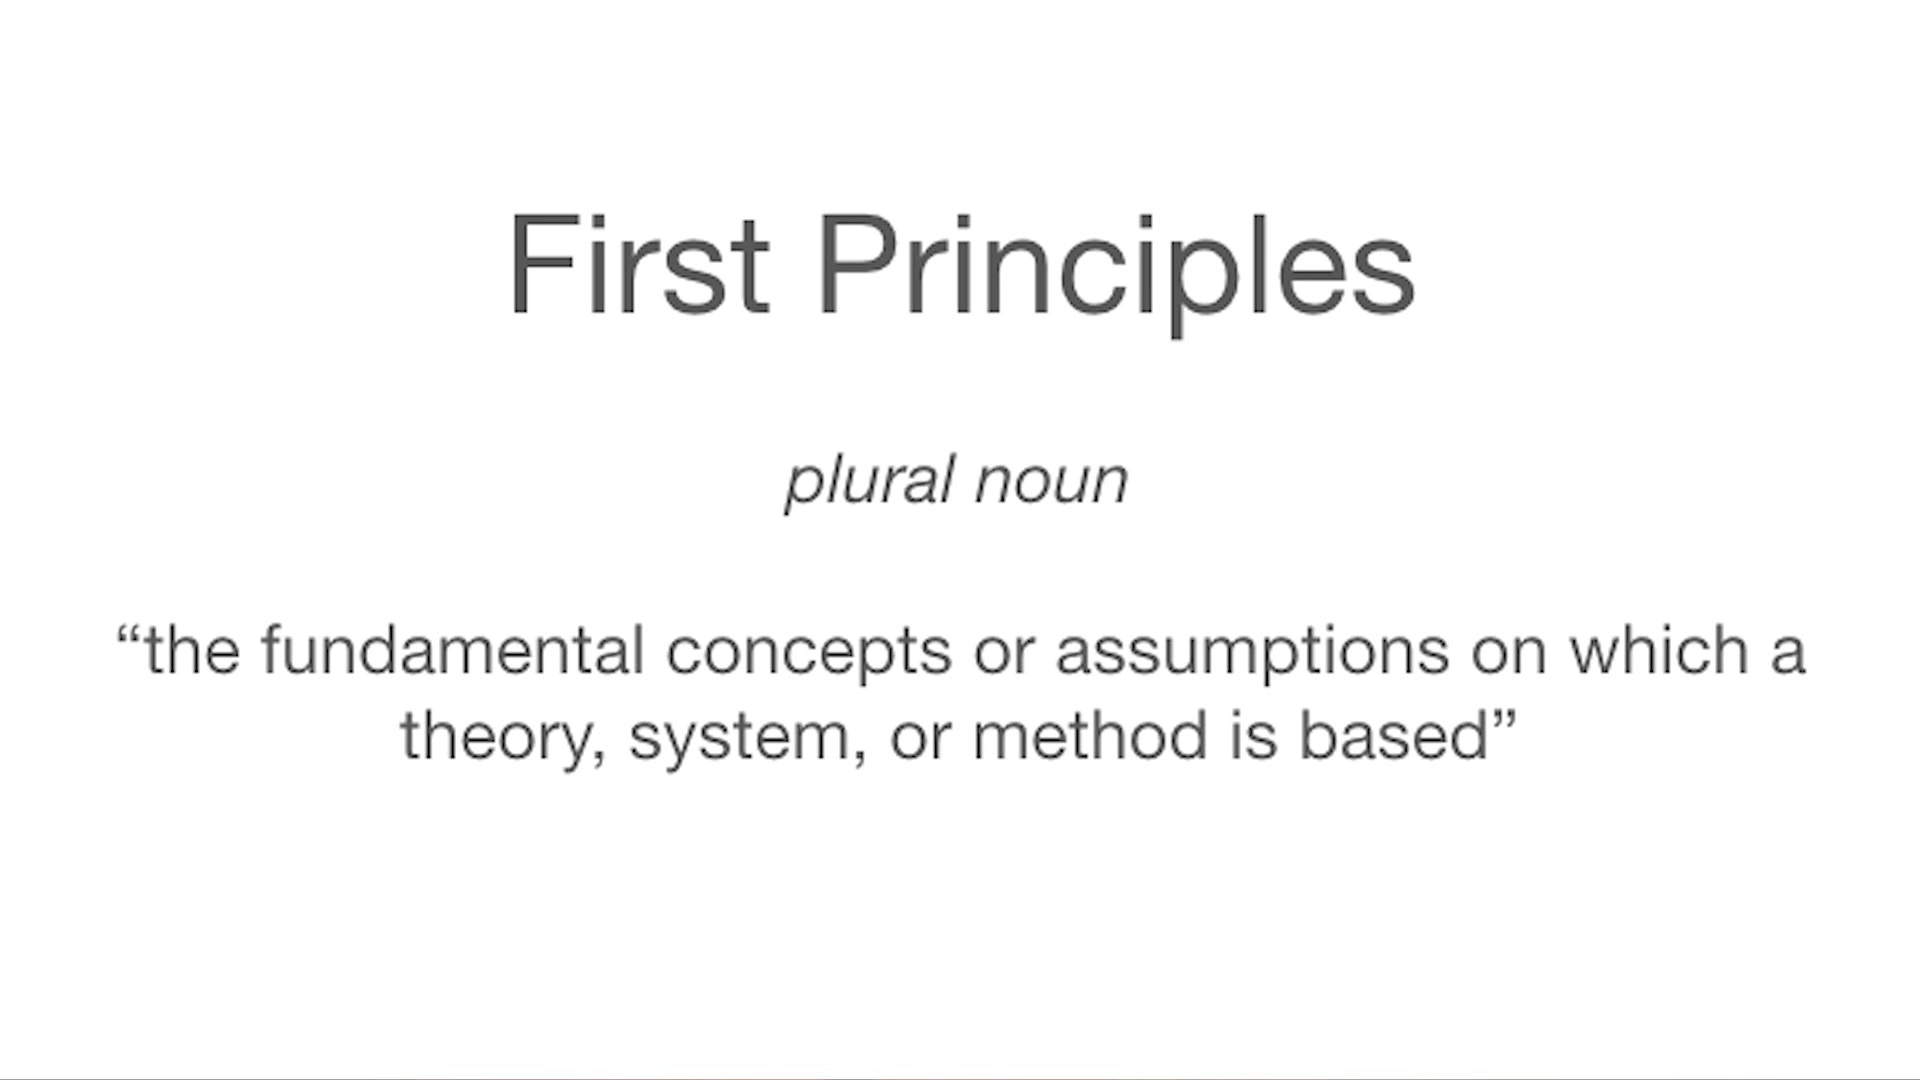 First Principles
plural noun
“the fundamental concepts or assumptions on which a
theory, system, or method is based”